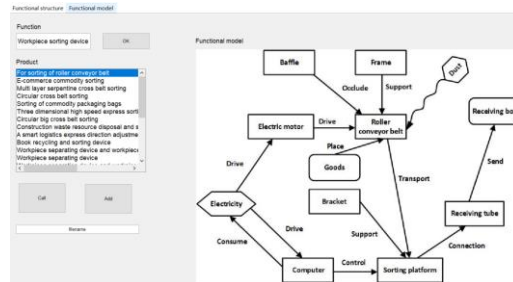 Functional structure Functional model
Function
Workpiece sorting device
OK
Product
For sorting of roller conveyor belt
E-commerce commodity sorting
Multi layer serpentine cross belt sorting
Circular cross belt sorting
Sorting of commodity packaging bags
Three dimensional high speed express sorti
Circular big cross belt sorting
Construction waste resource disposal and s
A smart logistics express direction adjustme
Book recycling and sorting device
Workpiece separating device and workpiece
Workpiece separating device
Call
Add
Rename
Functional model
Baffle
Frame
Dust
Occlude
Support
Receiving bo
Electric motor
Drive
Roller
conveyor belt
Place
Goods
Send
Drive
Transport
Electricity
Bracket
Receiving tube
Drive
Support
Consume
Connection
Computer
Control
Sorting platform